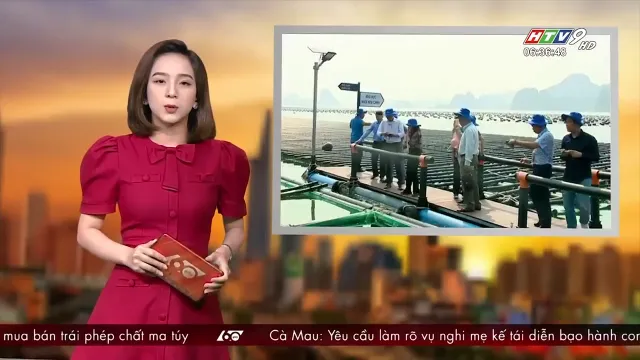 HTV9 HD
06:36:48
mua bán trái phép chất ma túy 60 Cà Mau: Yêu cầu làm rõ vụ nghi mẹ kế tái diễn bạo hành con